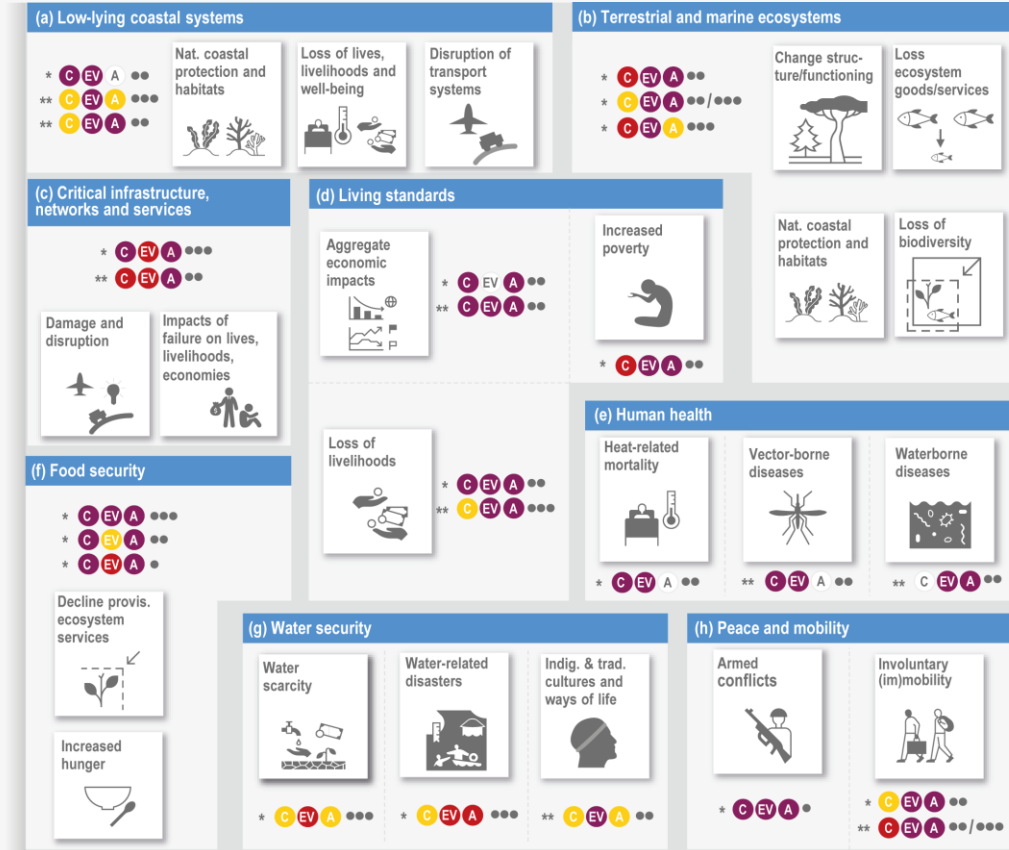 (a) Low-lying coastal systems
* C EV A ●●
** C EV A ●●●
** C EV A ●●
Nat. coastal
protection and
habitats
Loss of lives,
livelihoods and
well-being
Disruption of
transport
systems
(b) Terrestrial and marine ecosystems
* C EV A ●●
* C EV A ●●/●●●
* C EV A ●●●
Change struc-
ture/functioning
Loss
ecosystem
goods/services
Nat. coastal
protection and
habitats
Loss of
biodiversity
(c) Critical infrastructure,
networks and services
* C EV A ●●●
** C EV A ●●
Damage and
disruption
Impacts of
failure on lives,
livelihoods,
economies
(d) Living standards
Aggregate
economic
impacts
* C EV A ●●
** C EV A ●●
Increased
poverty
* C EV A ●●
Loss of
livelihoods
* C EV A ●●
** C EV A ●●●
(e) Human health
Heat-related
mortality
* C EV A ●●
Vector-borne
diseases
** C EV A ●●
Waterborne
diseases
** C EV A ●●
(f) Food security
* C EV A ●●●
* C EV A ●●
* C EV A ●
Decline provis.
ecosystem
services
Increased
hunger
(g) Water security
Water
scarcity
* C EV A ●●●
Water-related
disasters
* C EV A ●●●
Indig. & trad.
cultures and
ways of life
** C EV A ●●
(h) Peace and mobility
Armed
conflicts
* C EV A ●
Involuntary
(im)mobility
* C EV A ●●
** C EV A ●●/●●●